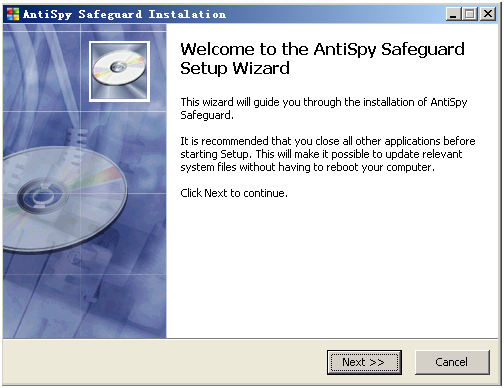 AntiSpy Safeguard Instalation
Welcome to the AntiSpy Safeguard
Setup Wizard
This wizard will guide you through the installation of AntiSpy
Safeguard.
It is recommended that you close all other applications before
starting Setup. This will make it possible to update relevant
system files without having to reboot your computer.
Click Next to continue.
Next >>
Cancel